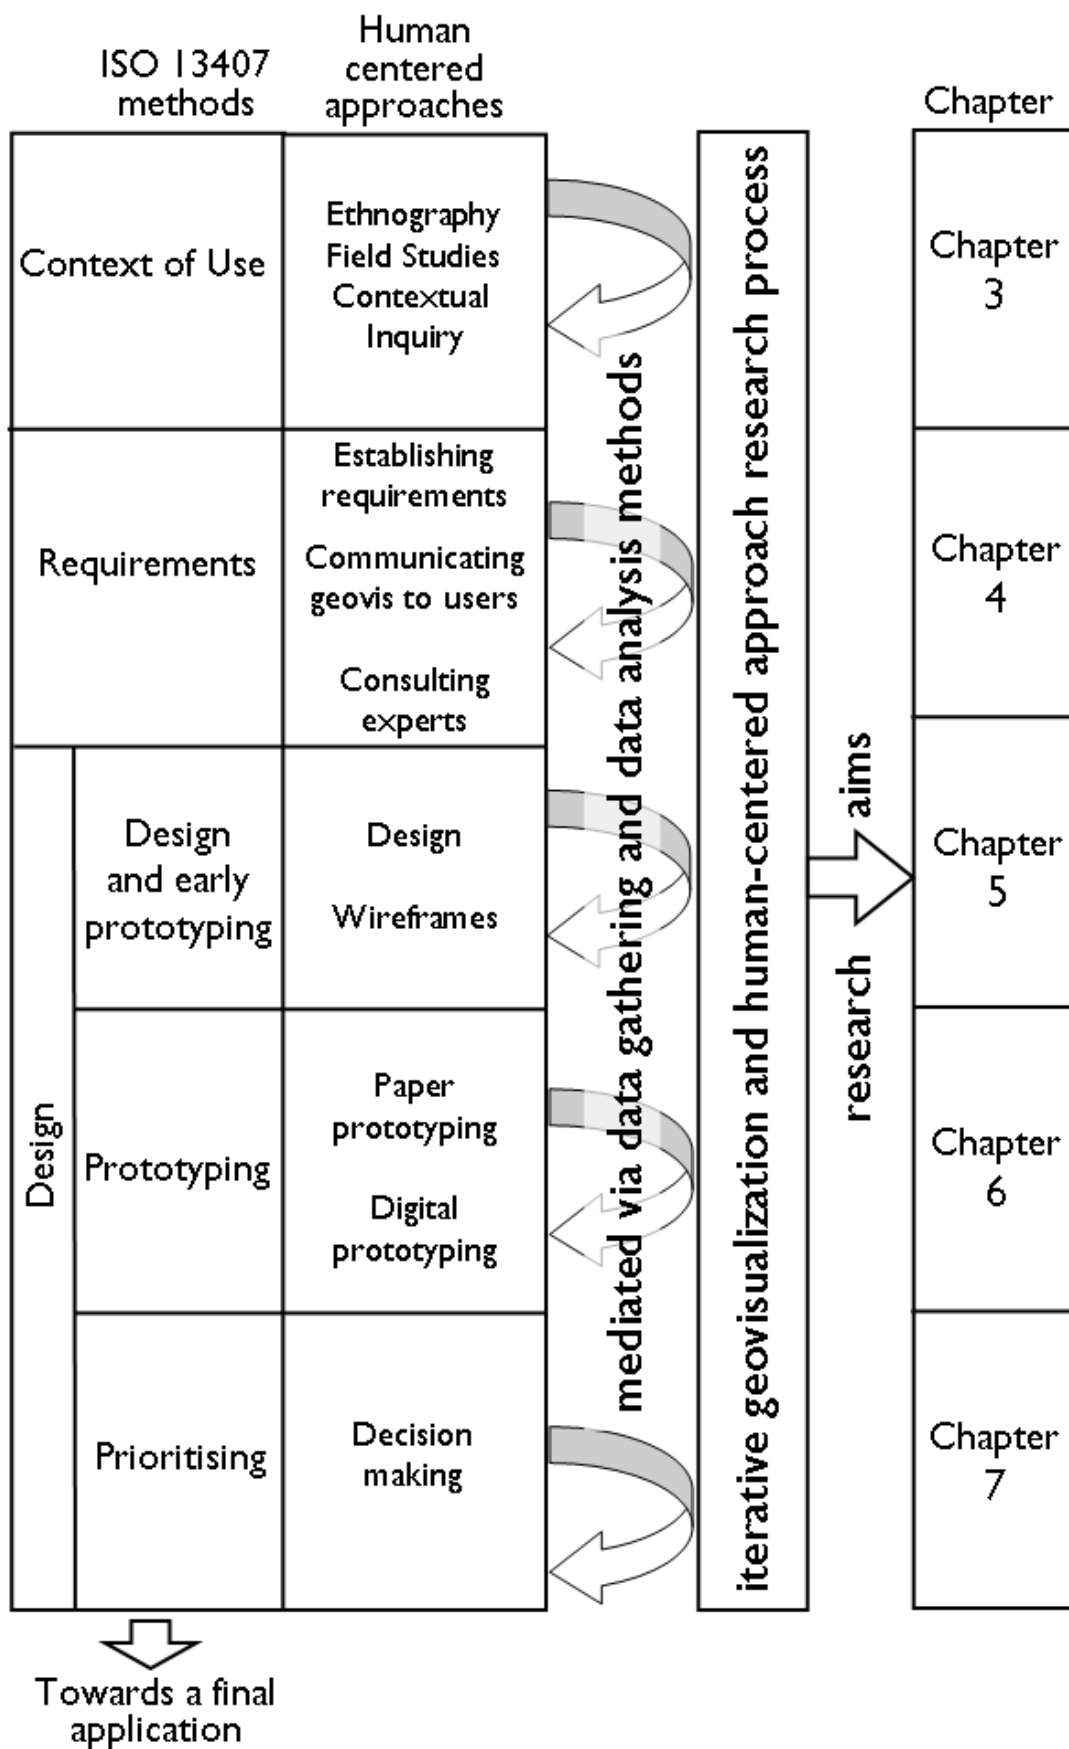 ISO 13407
methods
Human
centered
approaches
Chapter
Context of Use
Ethnography
Field Studies
Contextual
Inquiry
Chapter
3
Requirements
Establishing
requirements
Communicating
geovis to users
Consulting
experts
Chapter
4
Design
Design
and early
prototyping
Design
Wireframes
Chapter
5
Prototyping
Paper
prototyping
Digital
prototyping
Chapter
6
Prioritising
Decision
making
Chapter
7
mediated via data gathering and data analysis methods
iterative geovisualization and human-centered approach research process
research aims
Towards a final
application